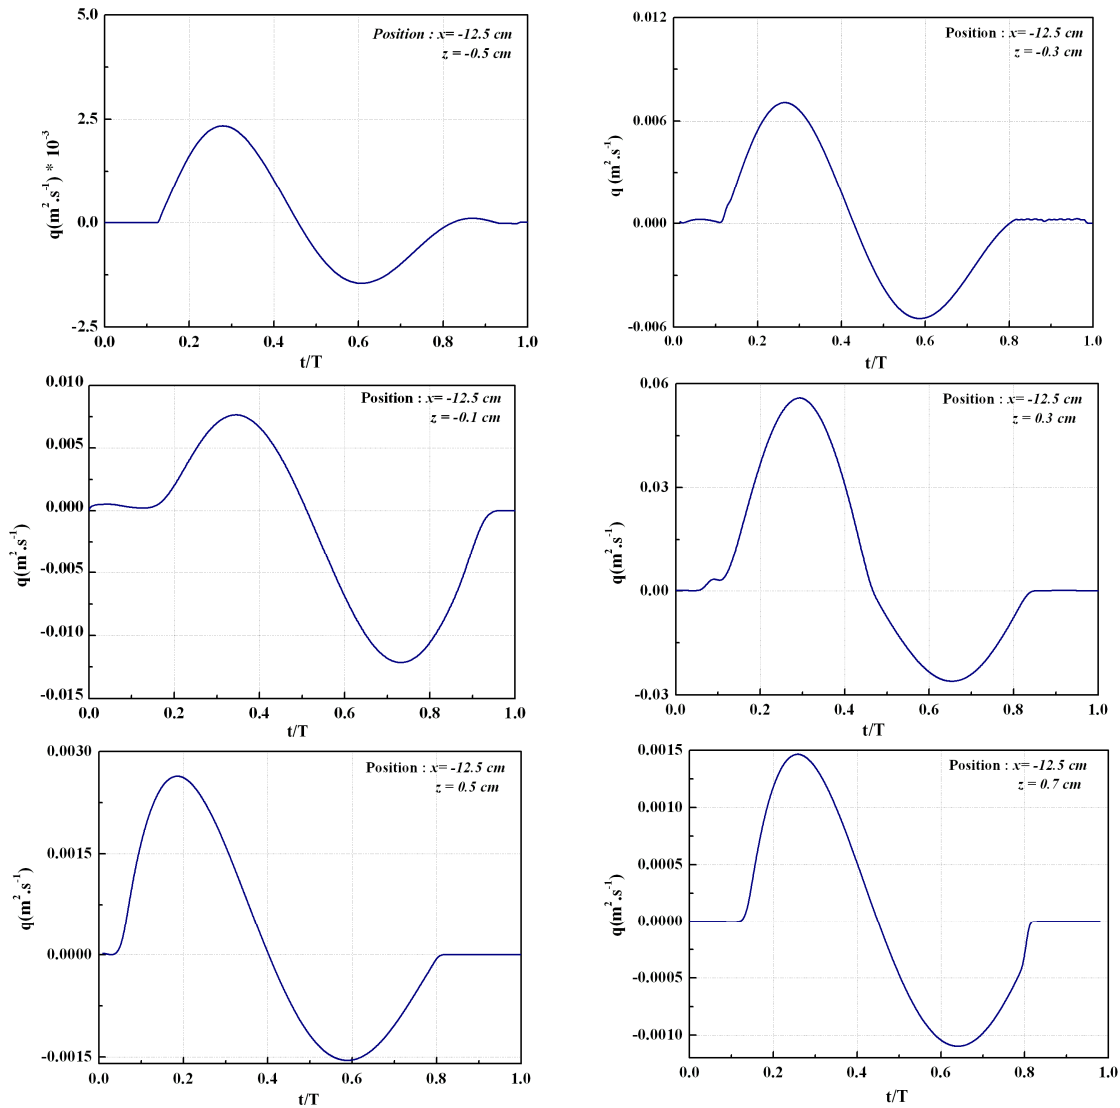 5.0
2.5
0.0
-2.5
q(m².s⁻¹) * 10⁻³
Position : x= -12.5 cm
z = -0.5 cm
0.0 0.2 0.4 0.6 0.8 1.0
t/T
0.012
0.006
0.000
-0.006
q (m².s⁻¹)
Position : x= -12.5 cm
z = -0.3 cm
0.0 0.2 0.4 0.6 0.8 1.0
t/T
0.010
0.005
0.000
-0.005
-0.010
-0.015
q(m².s⁻¹)
Position : x= -12.5 cm
z = -0.1 cm
0.0 0.2 0.4 0.6 0.8 1.0
t/T
0.06
0.03
0.00
-0.03
q(m².s⁻¹)
Position : x= -12.5 cm
z= 0.3 cm
0.0 0.2 0.4 0.6 0.8 1.0
t/T
0.0030
0.0015
0.0000
-0.0015
q(m².s⁻¹)
Position : x= -12.5 cm
z = 0.5 cm
0.0 0.2 0.4 0.6 0.8 1.0
t/T
0.0015
0.0010
0.0005
0.0000
-0.0005
-0.0010
q(m².s⁻¹)
Position : x= -12.5 cm
z = 0.7 cm
0.0 0.2 0.4 0.6 0.8 1.0
t/T